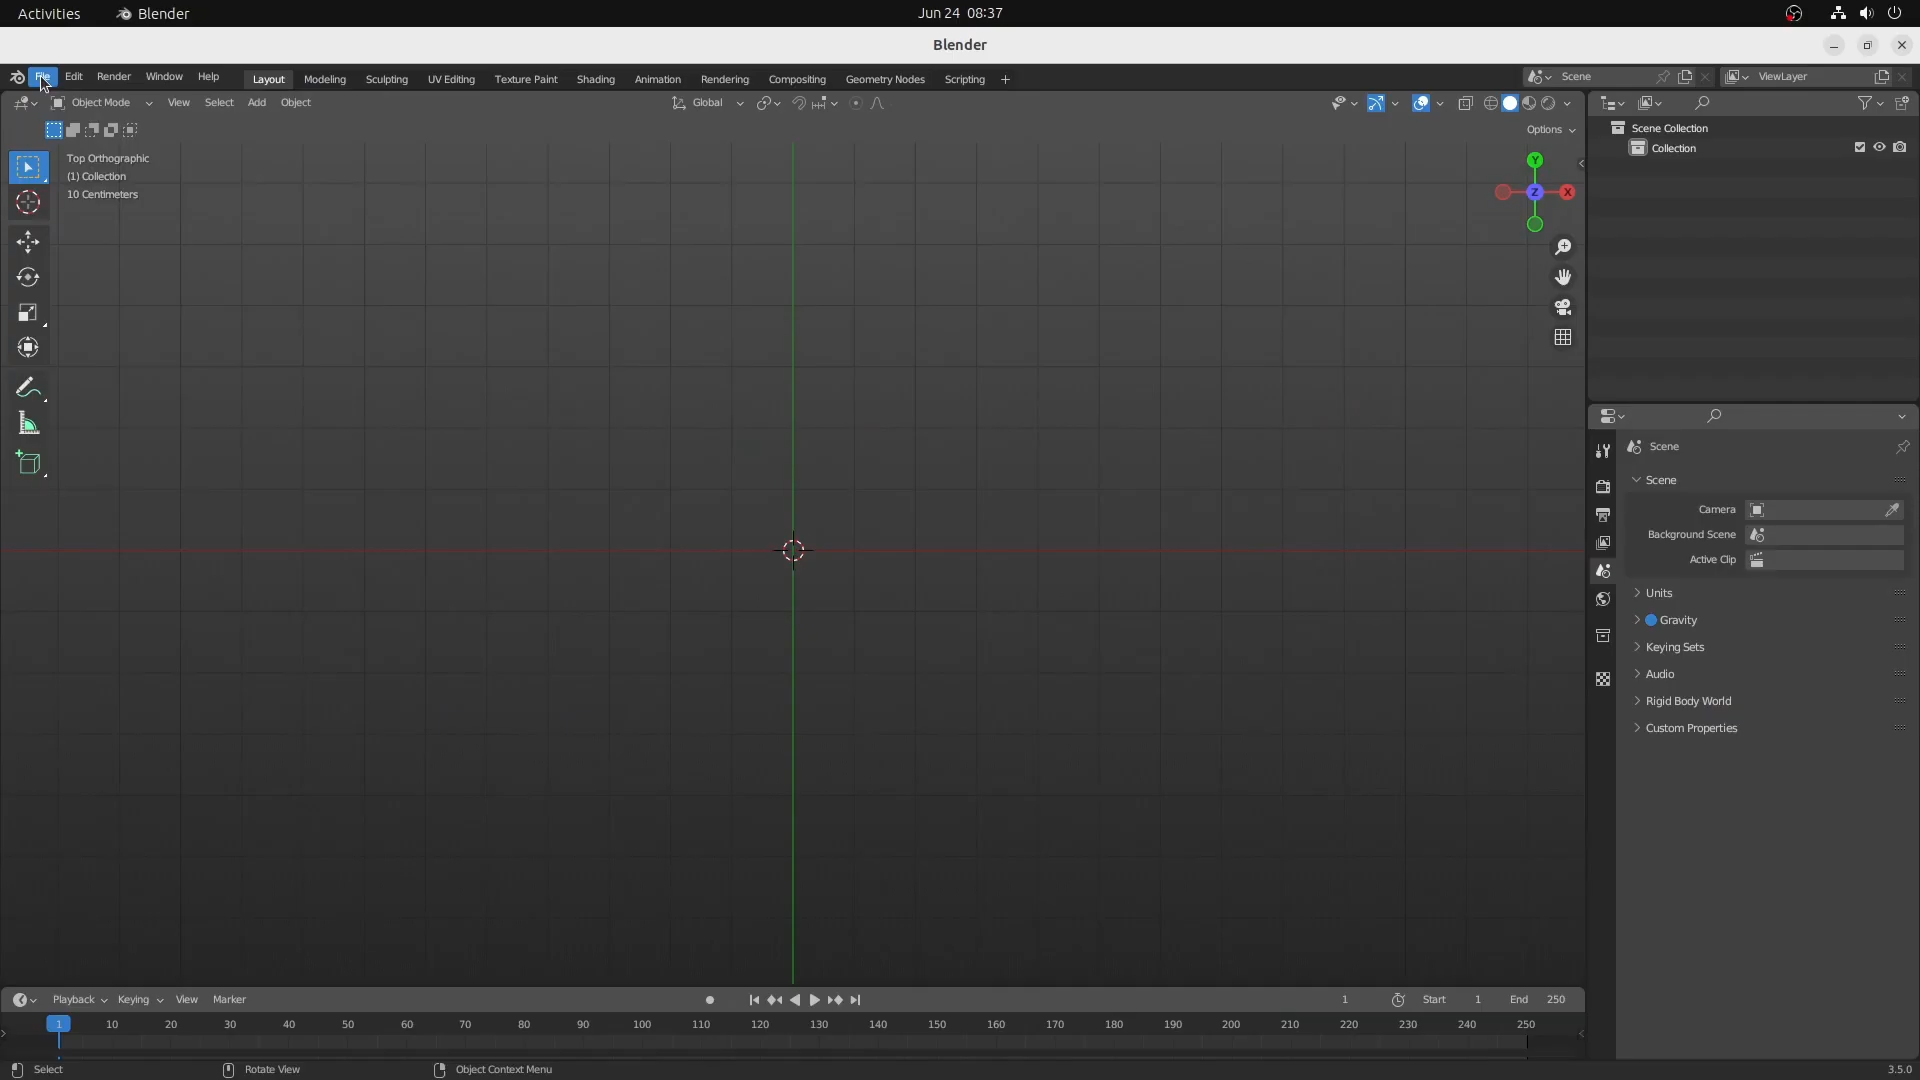 Activities Blender Jun 24 08:37
Blender
File Edit Render Window Help Layout Modeling Sculpting UV Editing Texture Paint Shading Animation Rendering Compositing Geometry Nodes Scripting + Scene ViewLayer
Object Mode View Select Add Object Global
Options
Top Orthographic
(1) Collection
10 Centimeters
Y
Z X
Scene Collection
Collection
Scene
Scene
Camera
Background Scene
Active Clip
Units
Gravity
Keying Sets
Audio
Rigid Body World
Custom Properties
Playback Keying View Marker 1 Start 1 End 250
1 10 20 30 40 50 60 70 80 90 100 110 120 130 140 150 160 170 180 190 200 210 220 230 240 250
Select Rotate View Object Context Menu 3.5.0